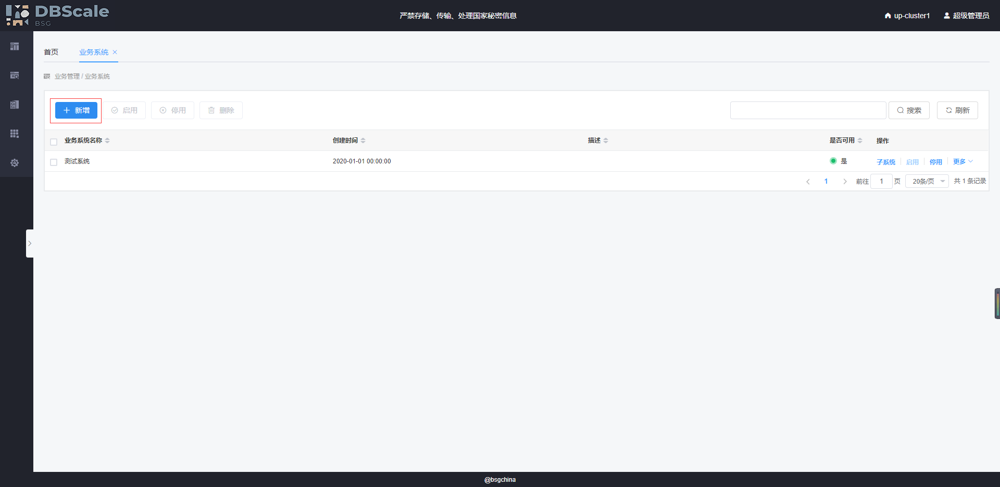 DBScale
BSG
严禁存储、传输、处理国家秘密信息
up-cluster1
超级管理员
首页
业务系统
业务管理 / 业务系统
新增
启用
停用
删除
搜索
刷新
业务系统名称
创建时间
描述
是否可用
操作
测试系统
2020-01-01 00:00:00
是
子系统
启用
停用
更多
1
前往 1 页
20条/页
共 1 条记录
@bsgchina